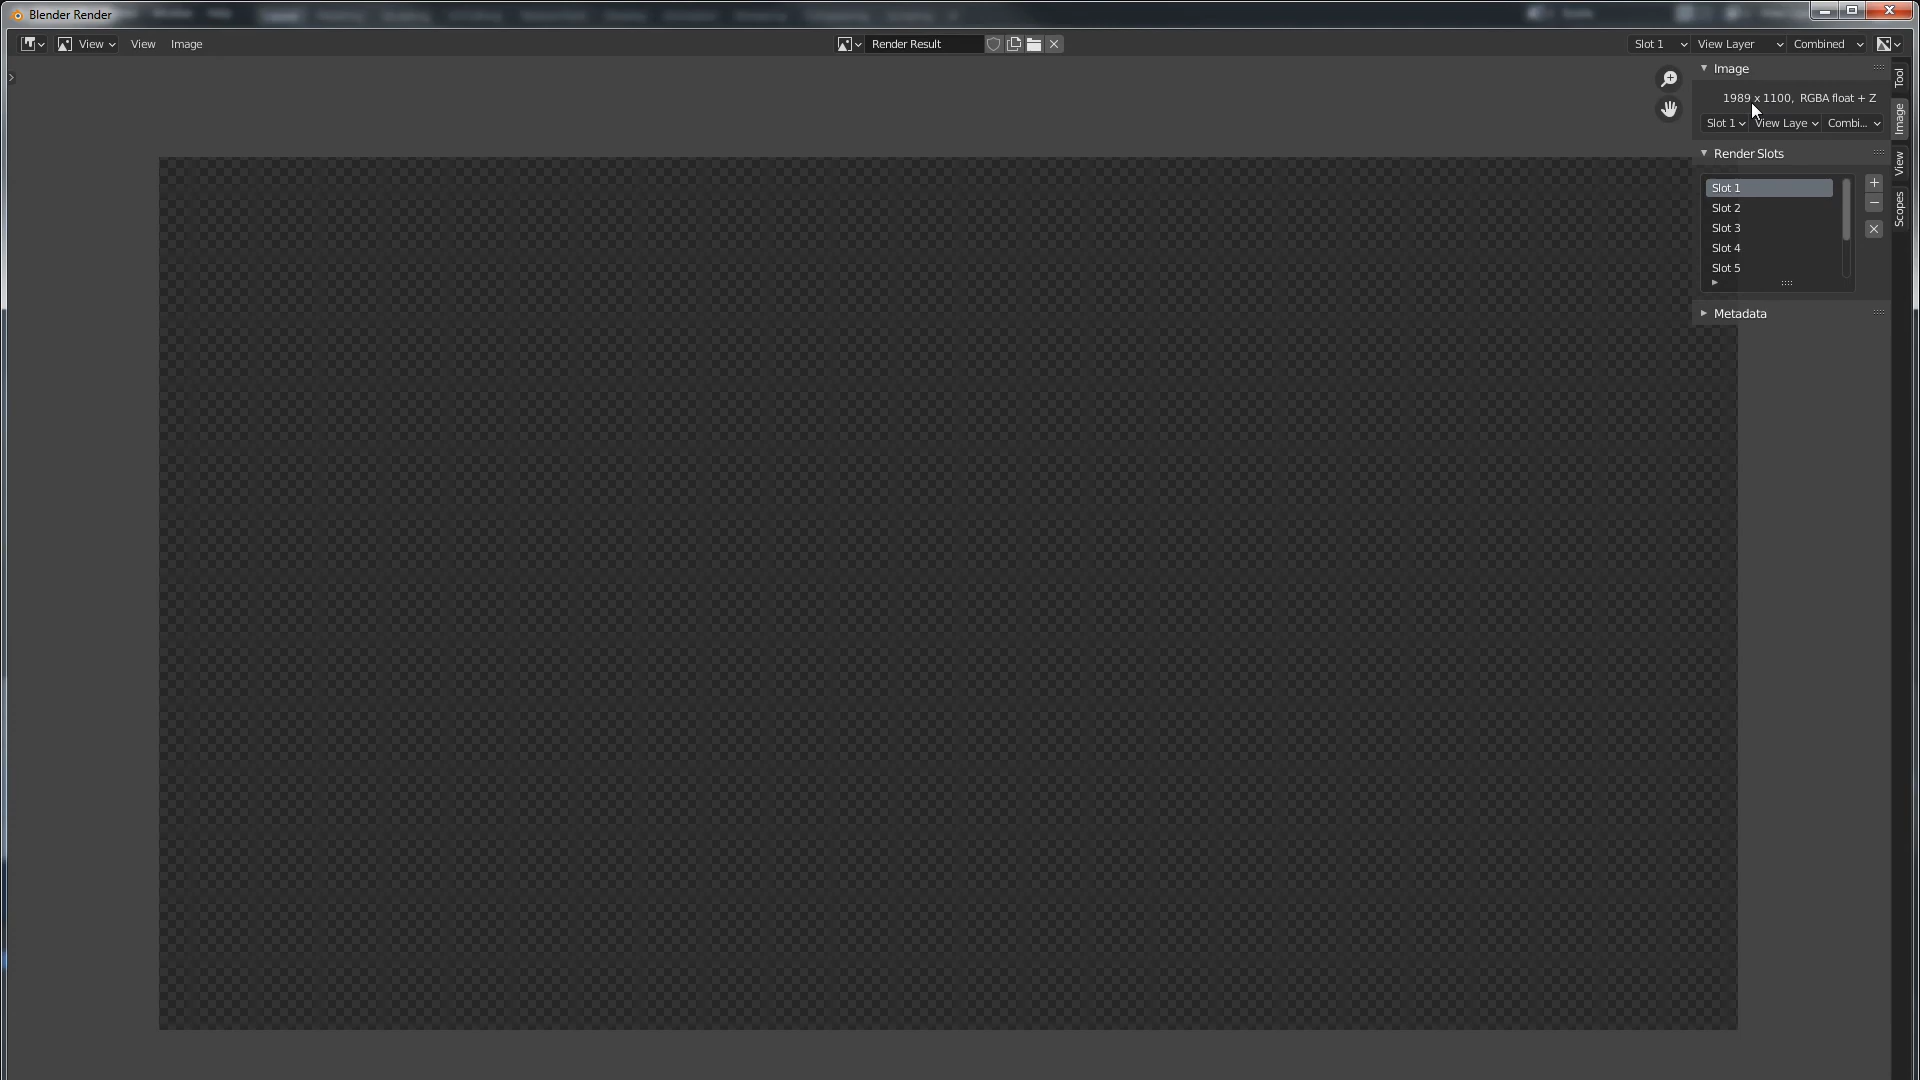 Blender Render
View View Image Render Result Slot 1 View Layer Combined
Image
1989 x 1100, RGBA float + Z
Slot 1 View Laye Combi...
Render Slots
Slot 1
Slot 2
Slot 3
Slot 4
Slot 5
Metadata
Tool
Image
View
Scopes